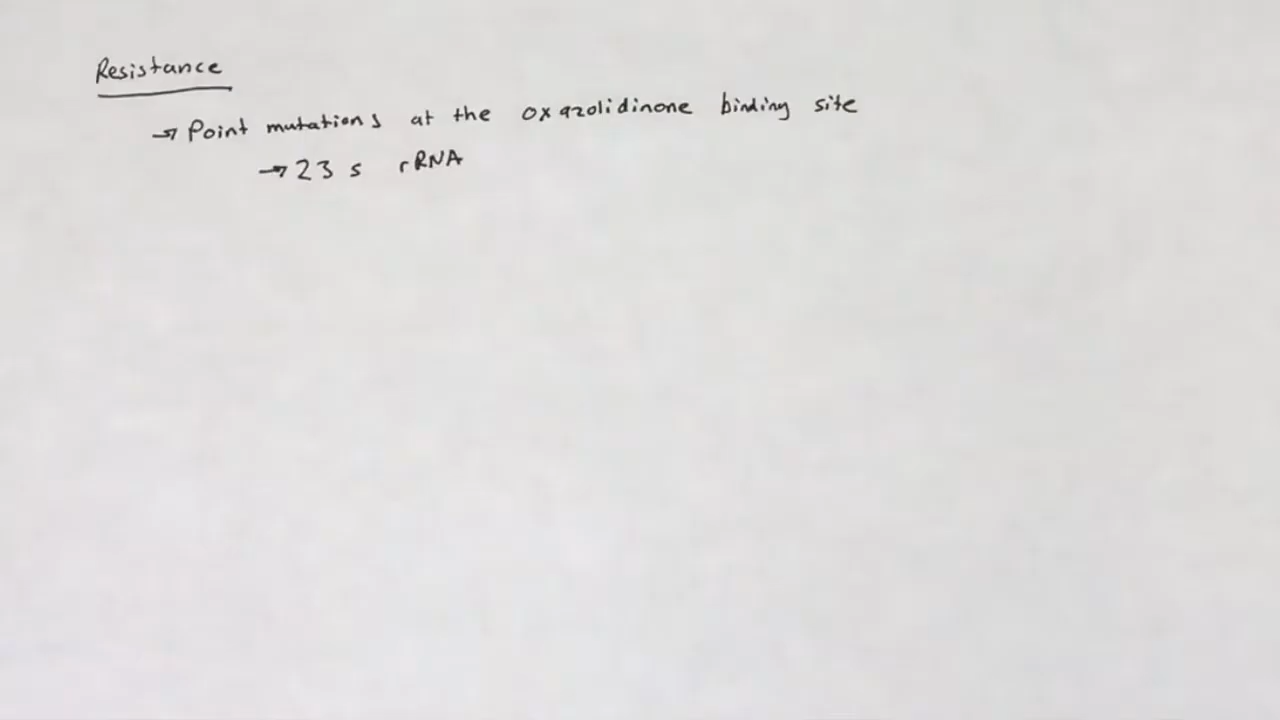 Resistance
→ Point mutations at the oxazolidinone binding site
→ 23 s rRNA